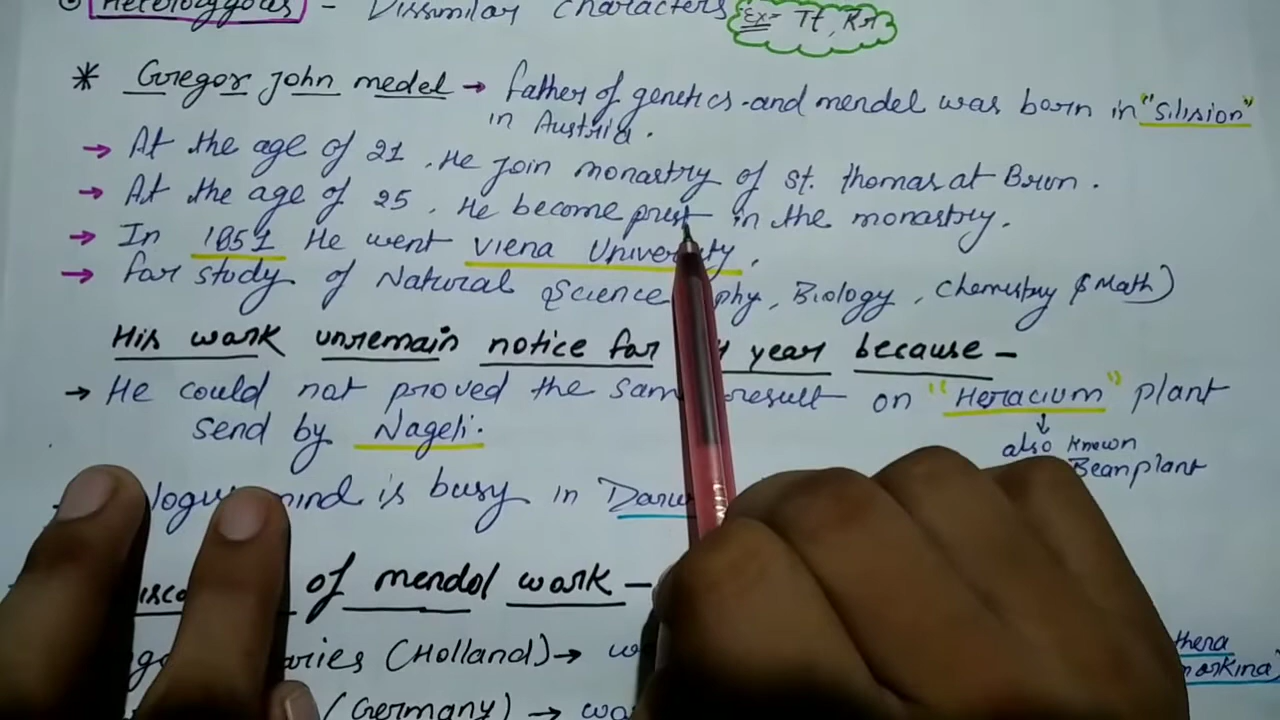 Heterozygous - Dissimilar characters Ex= Tt, Rr
* Gregor John medel → father of genetics. and mendel was born in "Silision"
in Austria.
→ At the age of 21. He join monastry of st. thomas at Brun.
→ At the age of 25. He become prest in the monastry.
→ In 1851 He went Viena University.
→ for study of Natural Science phy, Biology, Chemistry & Math)
His work unremain notice for year because -
→ He could not proved the same result on "Heracium" plant
send by Nageli.
also known
Beanplant
mind is busy in
of mendel work -
(Holland) →
(Germany) →